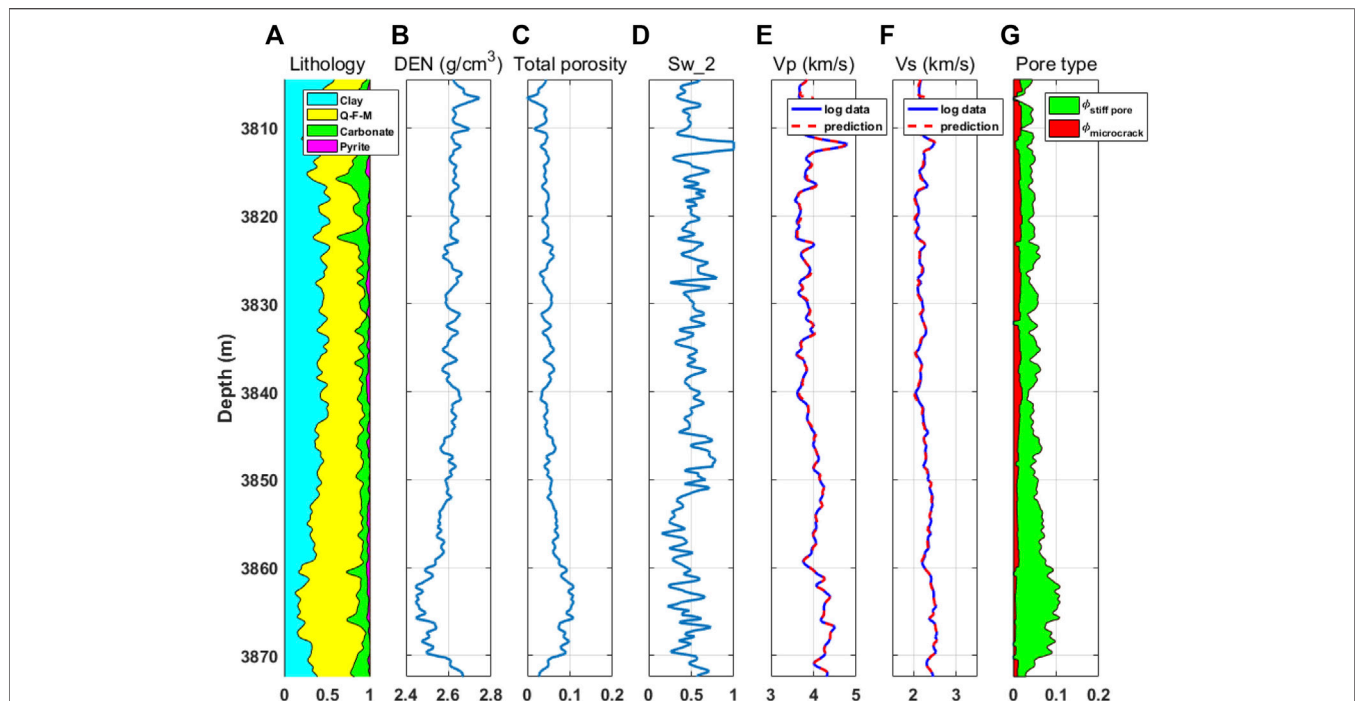 A B C D E F G
Lithology DEN (g/cm³) Total porosity Sw_2 Vp (km/s) Vs (km/s) Pore type
Clay
Q-F-M
Carbonate
Pyrite
log data
prediction
log data
prediction
ϕstiff pore
ϕmicrocrack
Depth (m)
3810
3820
3830
3840
3850
3860
3870
0 0.5 1 2.4 2.6 2.8 0 0.1 0.2 0 0.5 1 3 4 5 2 3 0 0.1 0.2